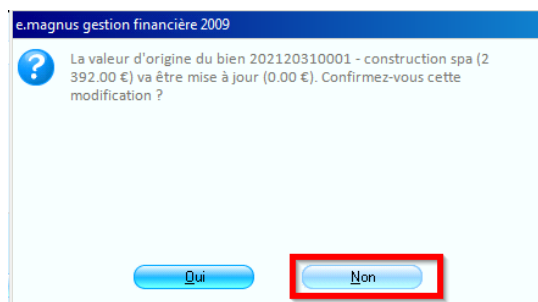 e.magnus gestion financière 2009
La valeur d'origine du bien 202120310001 - construction spa (2
392.00 €) va être mise à jour (0.00 €). Confirmez-vous cette
modification ?
Oui
Non